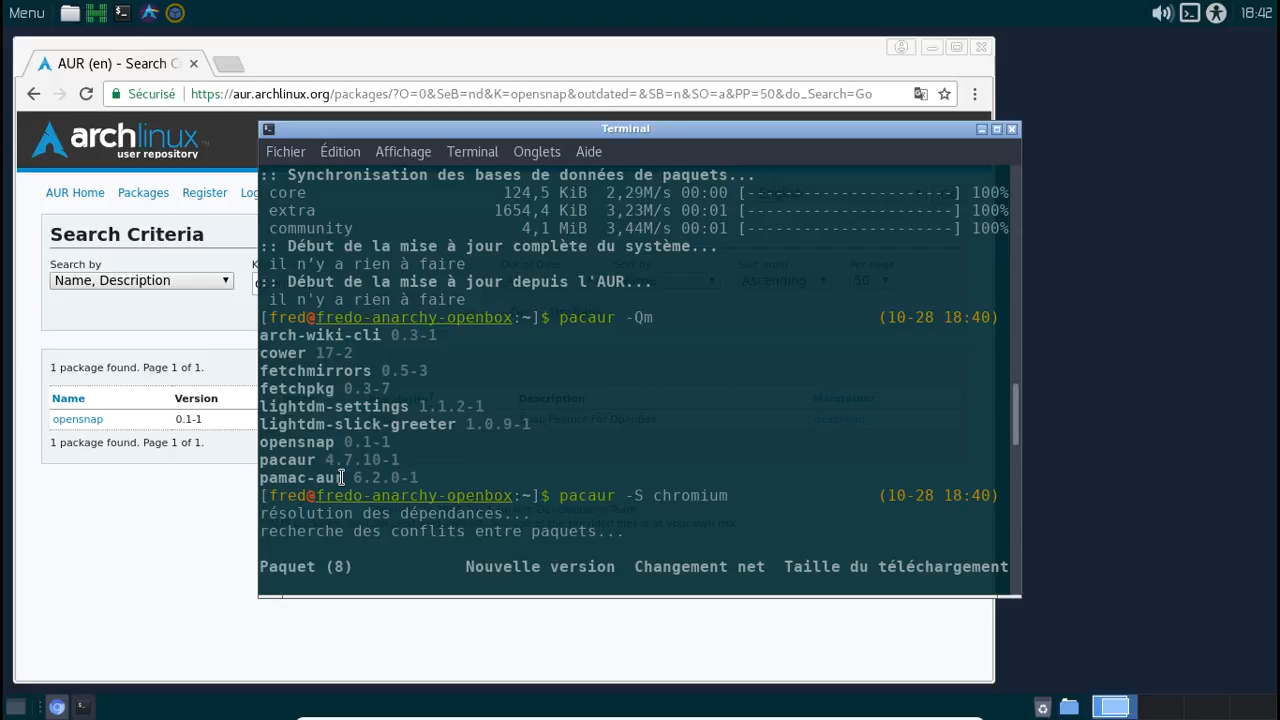 Menu
18:42
AUR (en) - Search C
Sécurisé
https://aur.archlinux.org/packages/?O=0&SeB=nd&K=opensnap&outdated=&SB=n&SO=a&PP=50&do_Search=Go
archlinux
user repository
AUR Home Packages Register
Search Criteria
Search by
Name, Description
1 package found. Page 1 of 1.
Name Version
opensnap 0.1-1
1 package found. Page 1 of 1.
Terminal
Fichier Édition Affichage Terminal Onglets Aide
:: Synchronisation des bases de données de paquets...
core 124,5 KiB 2,29M/s 00:00 [----------------------] 100%
extra 1654,4 KiB 3,23M/s 00:01 [----------------------] 100%
community 4,1 MiB 3,44M/s 00:01 [----------------------] 100%
:: Début de la mise à jour complète du système...
il n’y a rien à faire
:: Début de la mise à jour depuis l'AUR...
il n'y a rien à faire
[fred@fredo-anarchy-openbox:~]$ pacaur -Qm (10-28 18:40)
arch-wiki-cli 0.3-1
cower 17-2
fetchmirrors 0.5-3
fetchpkg 0.3-7
lightdm-settings 1.1.2-1
lightdm-slick-greeter 1.0.9-1
opensnap 0.1-1
pacaur 4.7.10-1
pamac-aur 6.2.0-1
[fred@fredo-anarchy-openbox:~]$ pacaur -S chromium (10-28 18:40)
résolution des dépendances...
recherche des conflits entre paquets...
Paquet (8) Nouvelle version Changement net Taille du téléchargement